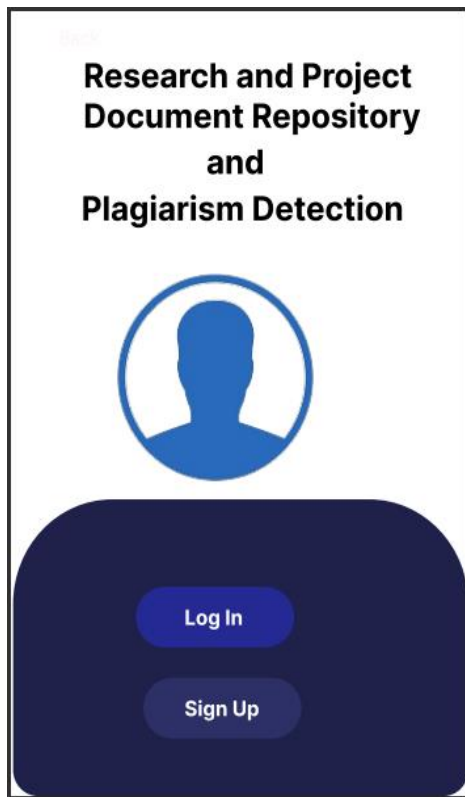 Research and Project
Document Repository
and
Plagiarism Detection
Log In
Sign Up